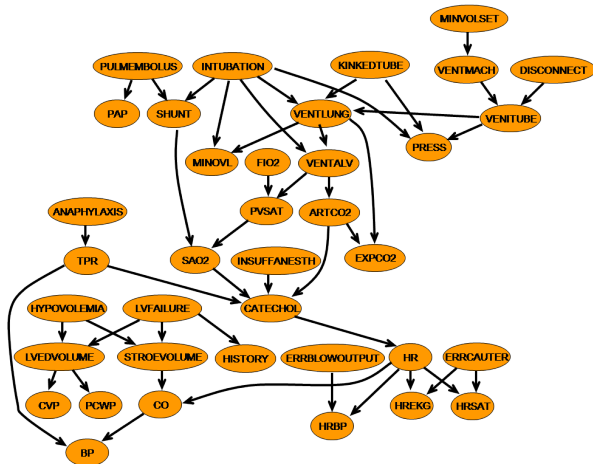 MINVOLSET
PULMEMBOLUS
INTUBATION
KINKEDTUBE
VENTMACH
DISCONNECT
PAP
SHUNT
VENTLUNG
VENITUBE
PRESS
MINOVL
FIO2
VENTALV
ANAPHYLAXIS
PVSAT
ARTCO2
TPR
SAO2
INSUFFANESTH
EXPCO2
HYPOVOLEMIA
LVFAILURE
CATECHOL
LVEDVOLUME
STROEVOLUME
HISTORY
ERRBLOWOUTPUT
HR
ERRCAUTER
CVP
PCWP
CO
HREKG
HRSAT
HRBP
BP